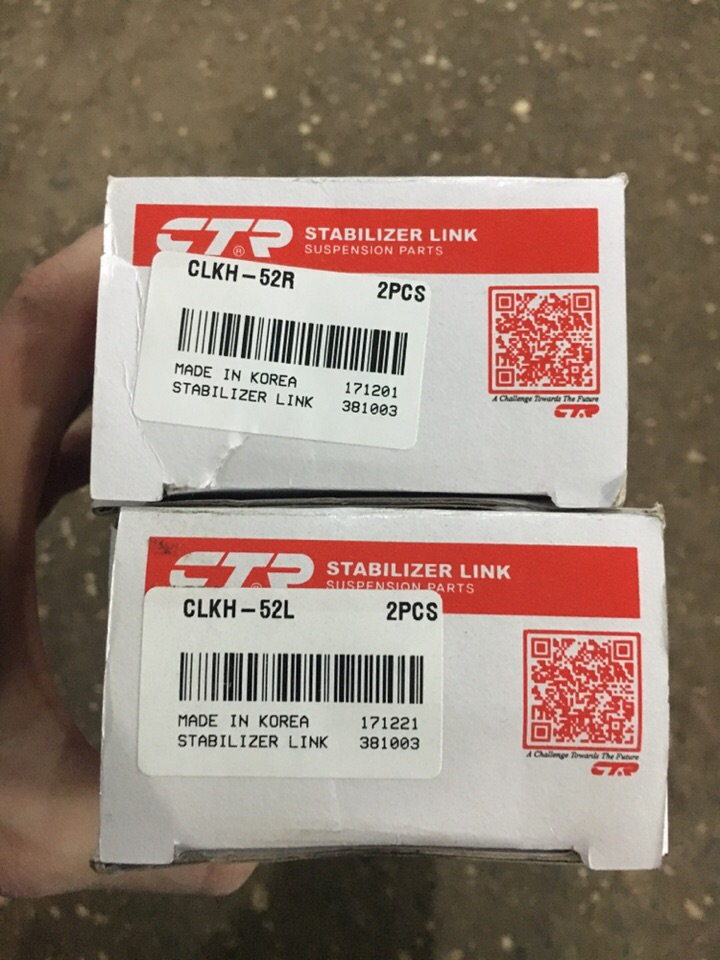 CTR® STABILIZER LINK
SUSPENSION PARTS
CLKH-52R 2PCS
MADE IN KOREA 171201
STABILIZER LINK 381003
A Challenge Towards The Future
CTR
CTR® STABILIZER LINK
SUSPENSION PARTS
CLKH-52L 2PCS
MADE IN KOREA 171221
STABILIZER LINK 381003
A Challenge Towards The Future
CTR